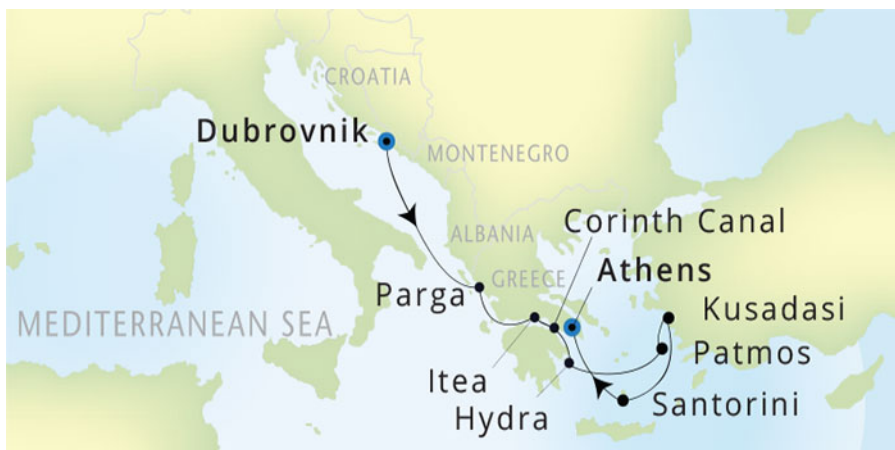 CROATIA
Dubrovnik
MONTENEGRO
Corinth Canal
ALBANIA
GREECE
Athens
Parga
Kusadasi
MEDITERRANEAN SEA
Patmos
Itea
Santorini
Hydra